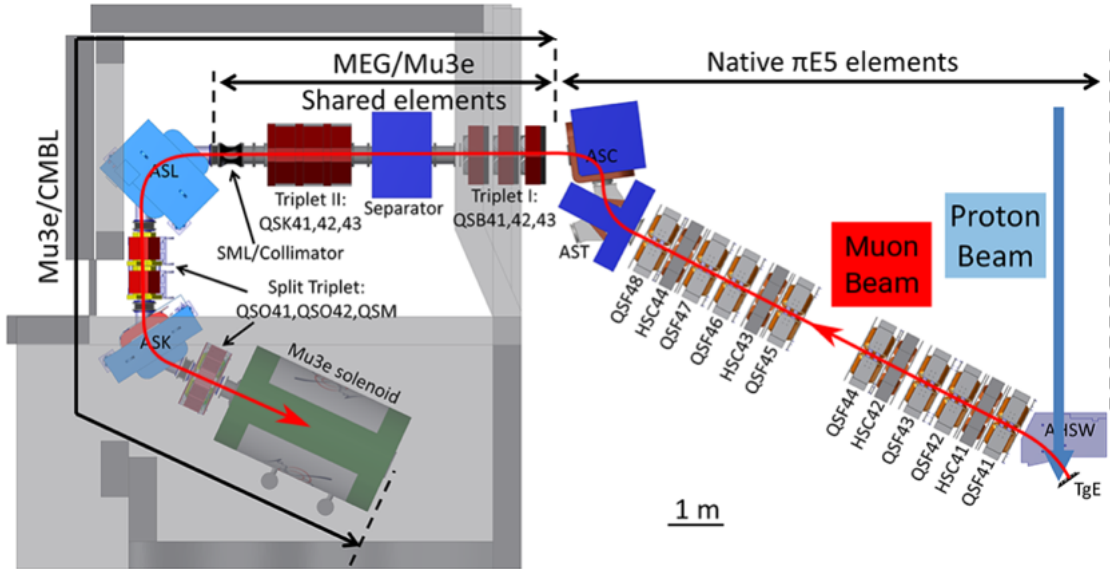 MEG/Mu3e
Shared elements
Native πE5 elements
Mu3e/CMBL
ASL
ASC
Triplet II:
QSK41,42,43
Separator
Triplet I:
QSB41,42,43
SML/Collimator
AST
Muon
Beam
Proton
Beam
Split Triplet:
QSO41,QSO42,QSM
ASK
Mu3e solenoid
QSF48
HSC44
QSF47
QSF46
HSC43
QSF45
QSF44
HSC42
QSF43
QSF42
HSC41
QSF41
AHSW
TgE
1 m